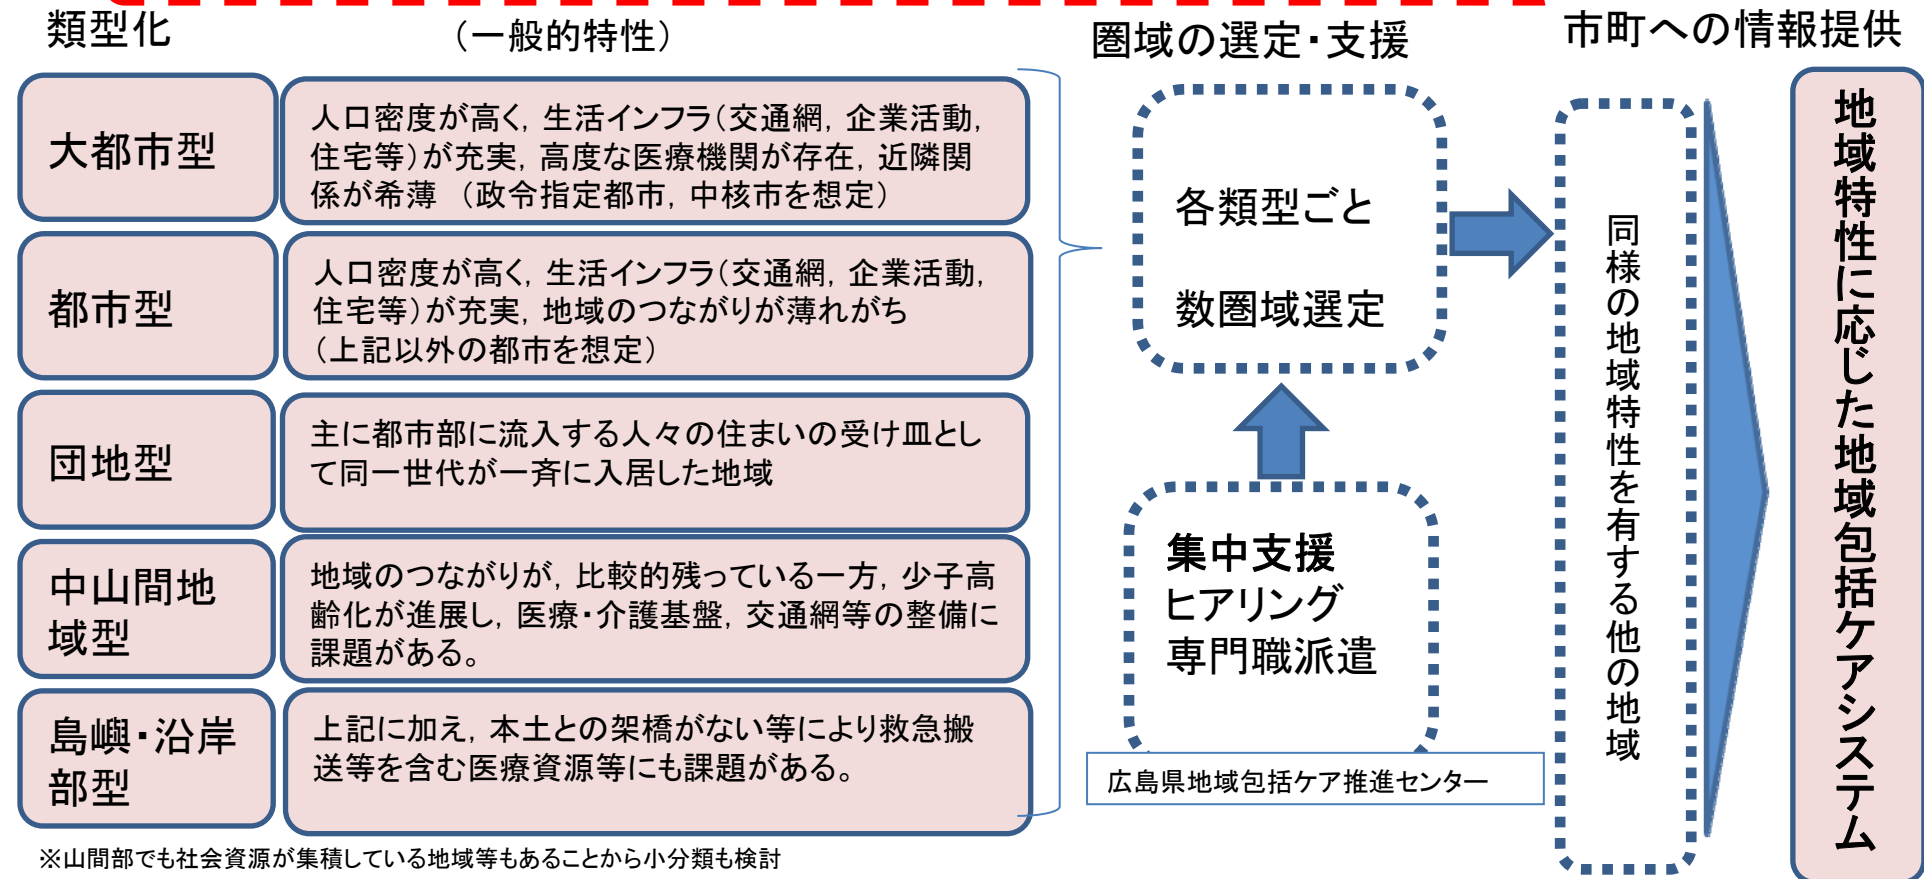 類型化
（一般的特性）
圏域の選定・支援
市町への情報提供
大都市型
人口密度が高く，生活インフラ（交通網，企業活動，
住宅等）が充実，高度な医療機関が存在，近隣関
係が希薄　（政令指定都市，中核市を想定）
都市型
人口密度が高く，生活インフラ（交通網，企業活動，
住宅等）が充実，地域のつながりが薄れがち
（上記以外の都市を想定）
団地型
主に都市部に流入する人々の住まいの受け皿とし
て同一世代が一斉に入居した地域
中山間地
域型
地域のつながりが，比較的残っている一方，少子高
齢化が進展し，医療・介護基盤，交通網等の整備に
課題がある。
島嶼・沿岸
部型
上記に加え，本土との架橋がない等により救急搬
送等を含む医療資源等にも課題がある。
※山間部でも社会資源が集積している地域等もあることから小分類も検討
各類型ごと
数圏域選定
集中支援
ヒアリング
専門職派遣
広島県地域包括ケア推進センター
同様の地域特性を有する他の地域
地域特性に応じた地域包括ケアシステム